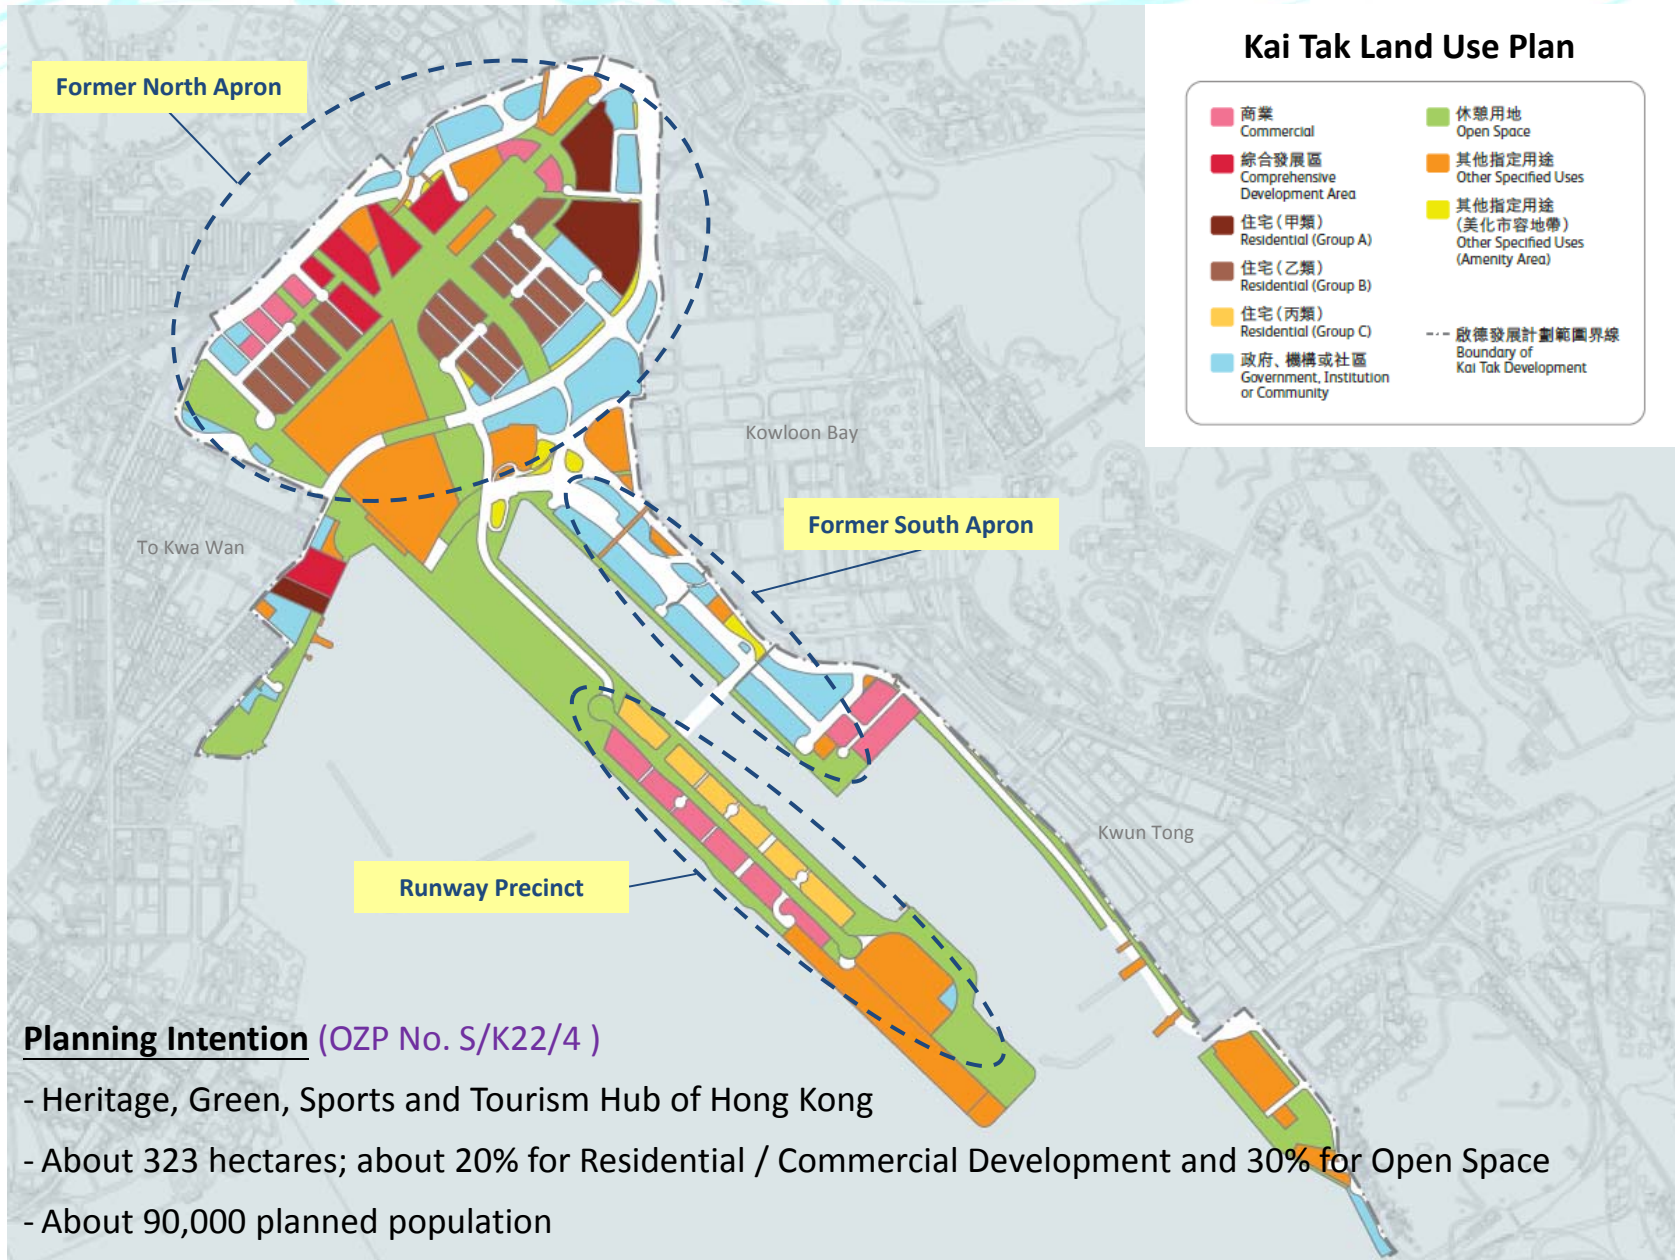 Kai Tak Land Use Plan
商業
Commercial
綜合發展區
Comprehensive
Development Area
住宅(甲類)
Residential (Group A)
住宅(乙類)
Residential (Group B)
住宅(丙類)
Residential (Group C)
政府、機構或社區
Government, Institution
or Community
休憩用地
Open Space
其他指定用途
Other Specified Uses
其他指定用途
(美化市容地帶)
Other Specified Uses
(Amenity Area)
啟德發展計劃範圍界線
Boundary of
Kai Tak Development
Former North Apron
Kowloon Bay
Former South Apron
To Kwa Wan
Kwun Tong
Runway Precinct
Planning Intention (OZP No. S/K22/4 )
- Heritage, Green, Sports and Tourism Hub of Hong Kong
- About 323 hectares; about 20% for Residential / Commercial Development and 30% for Open Space
- About 90,000 planned population